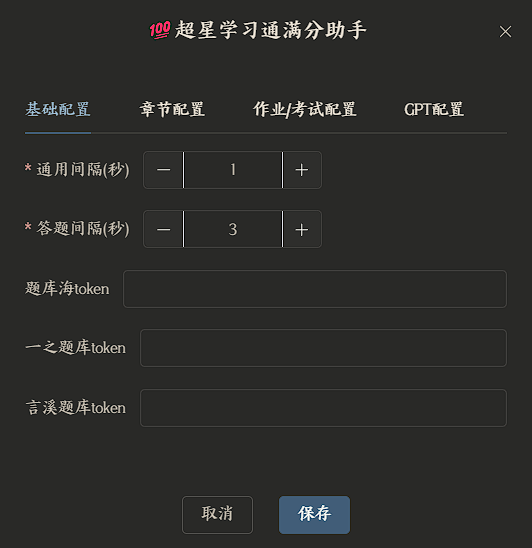 💯超星学习通满分助手
基础配置 章节配置 作业/考试配置 GPT配置
* 通用间隔(秒) 1
* 答题间隔(秒) 3
题库海token
一之题库token
言溪题库token
取消 保存